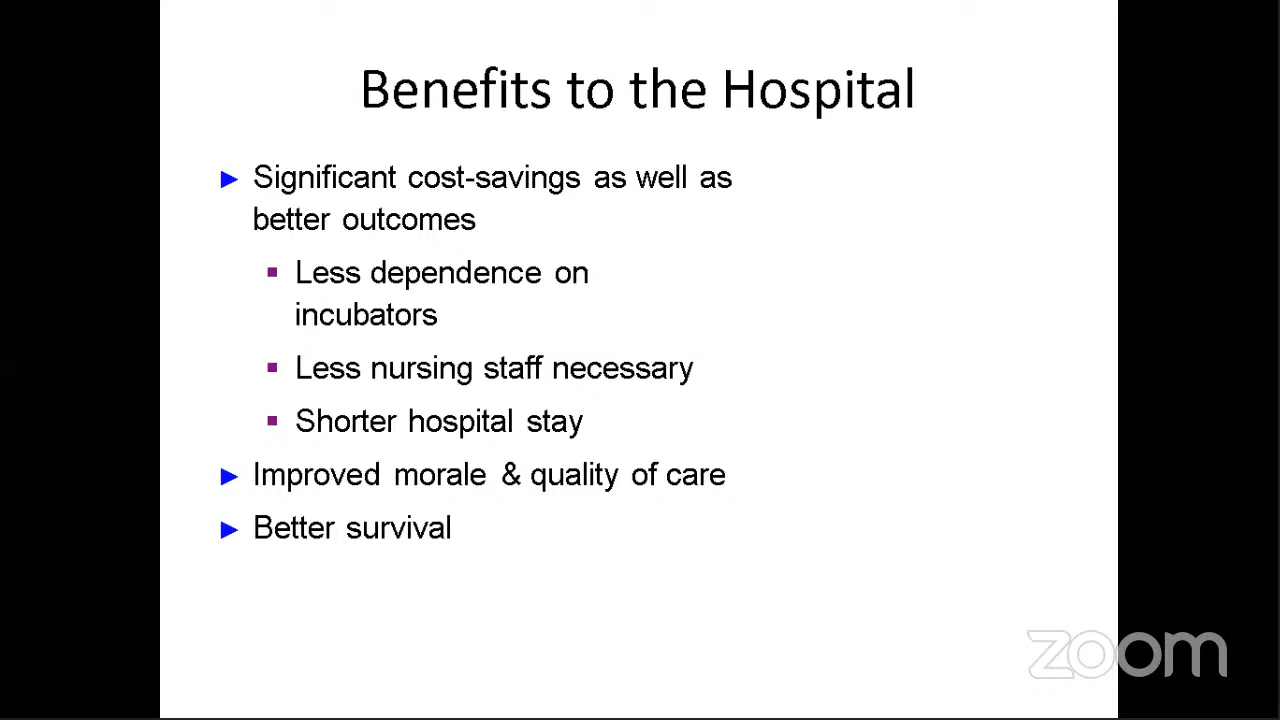 Benefits to the Hospital
► Significant cost-savings as well as
better outcomes
▪ Less dependence on
incubators
▪ Less nursing staff necessary
▪ Shorter hospital stay
► Improved morale & quality of care
► Better survival
zoom